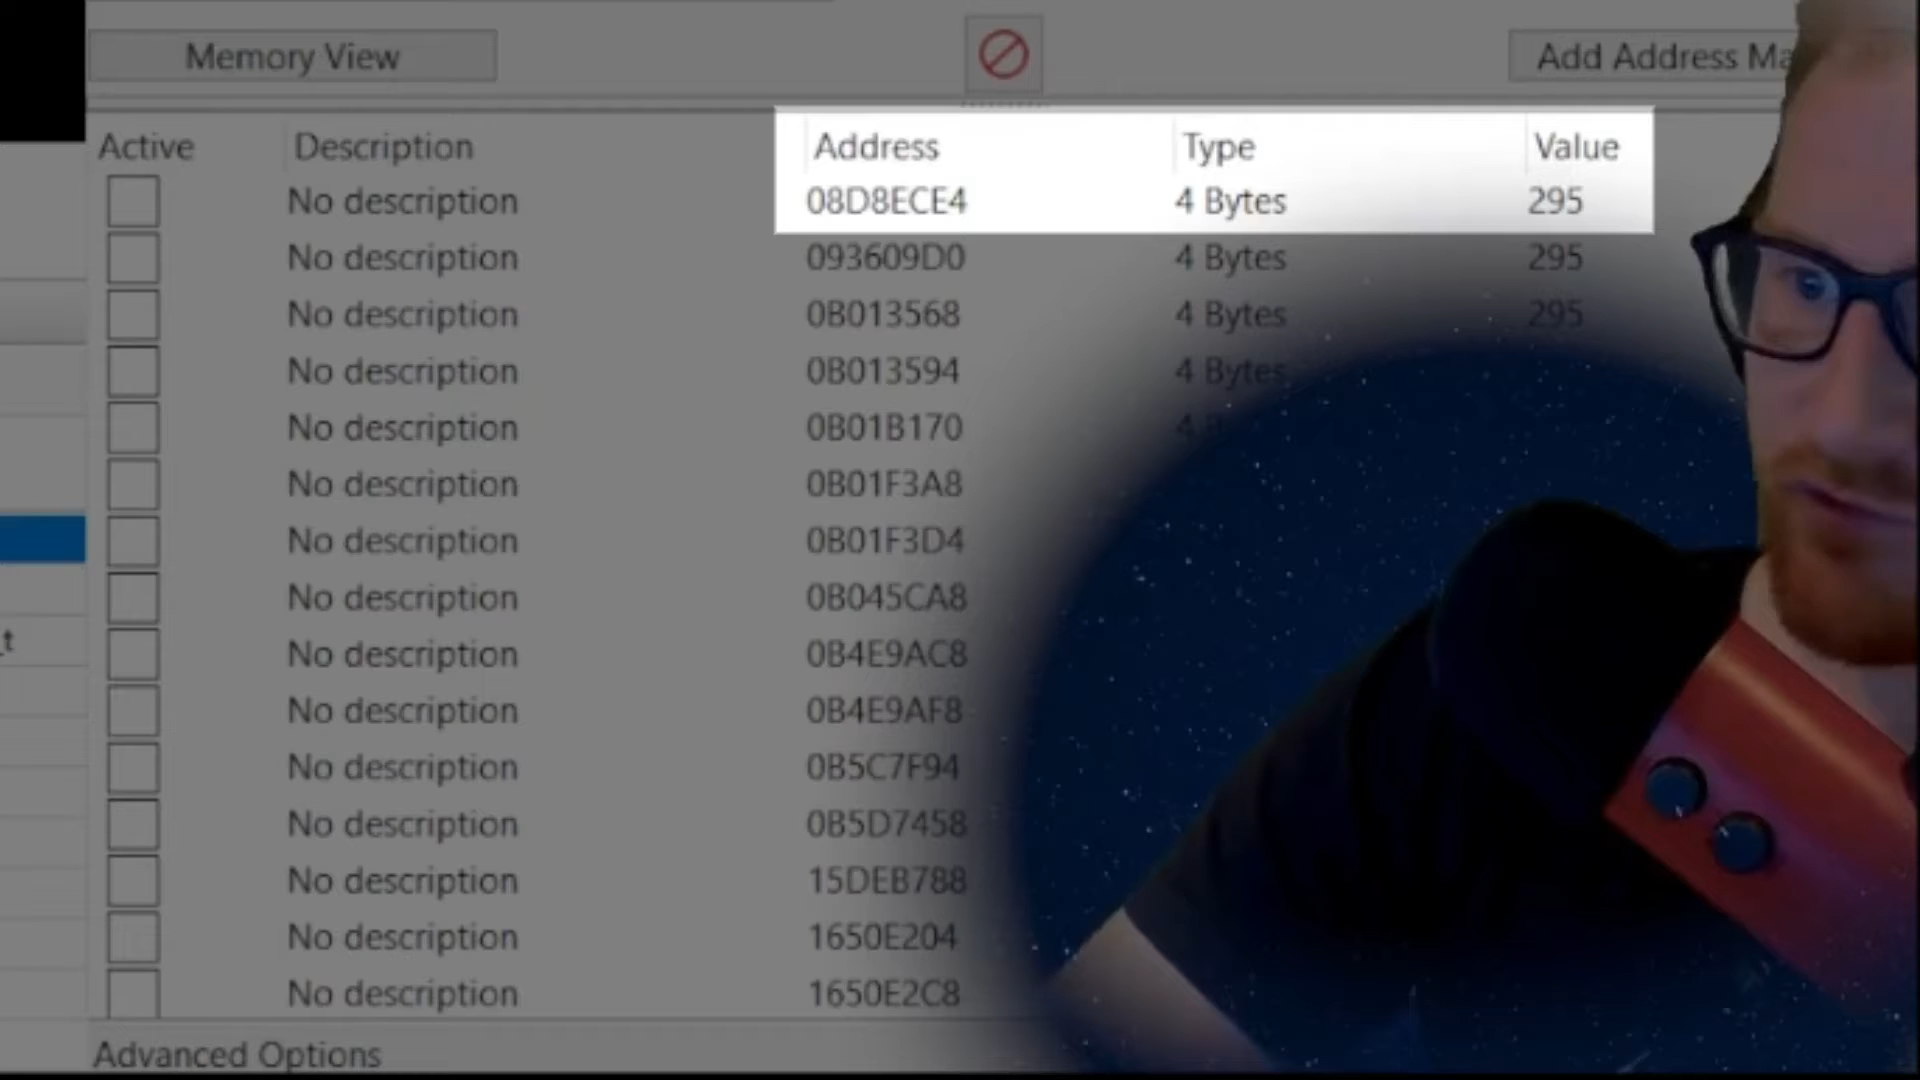 Memory View Add Address Ma
Active Description Address Type Value
No description 08D8ECE4 4 Bytes 295
No description 093609D0 4 Bytes 295
No description 0B013568 4 Bytes 295
No description 0B013594 4 Bytes
No description 0B01B170 4
No description 0B01F3A8
No description 0B01F3D4
No description 0B045CA8
_t No description 0B4E9AC8
No description 0B4E9AF8
No description 0B5C7F94
No description 0B5D7458
No description 15DEB788
No description 1650E204
No description 1650E2C8
Advanced Options